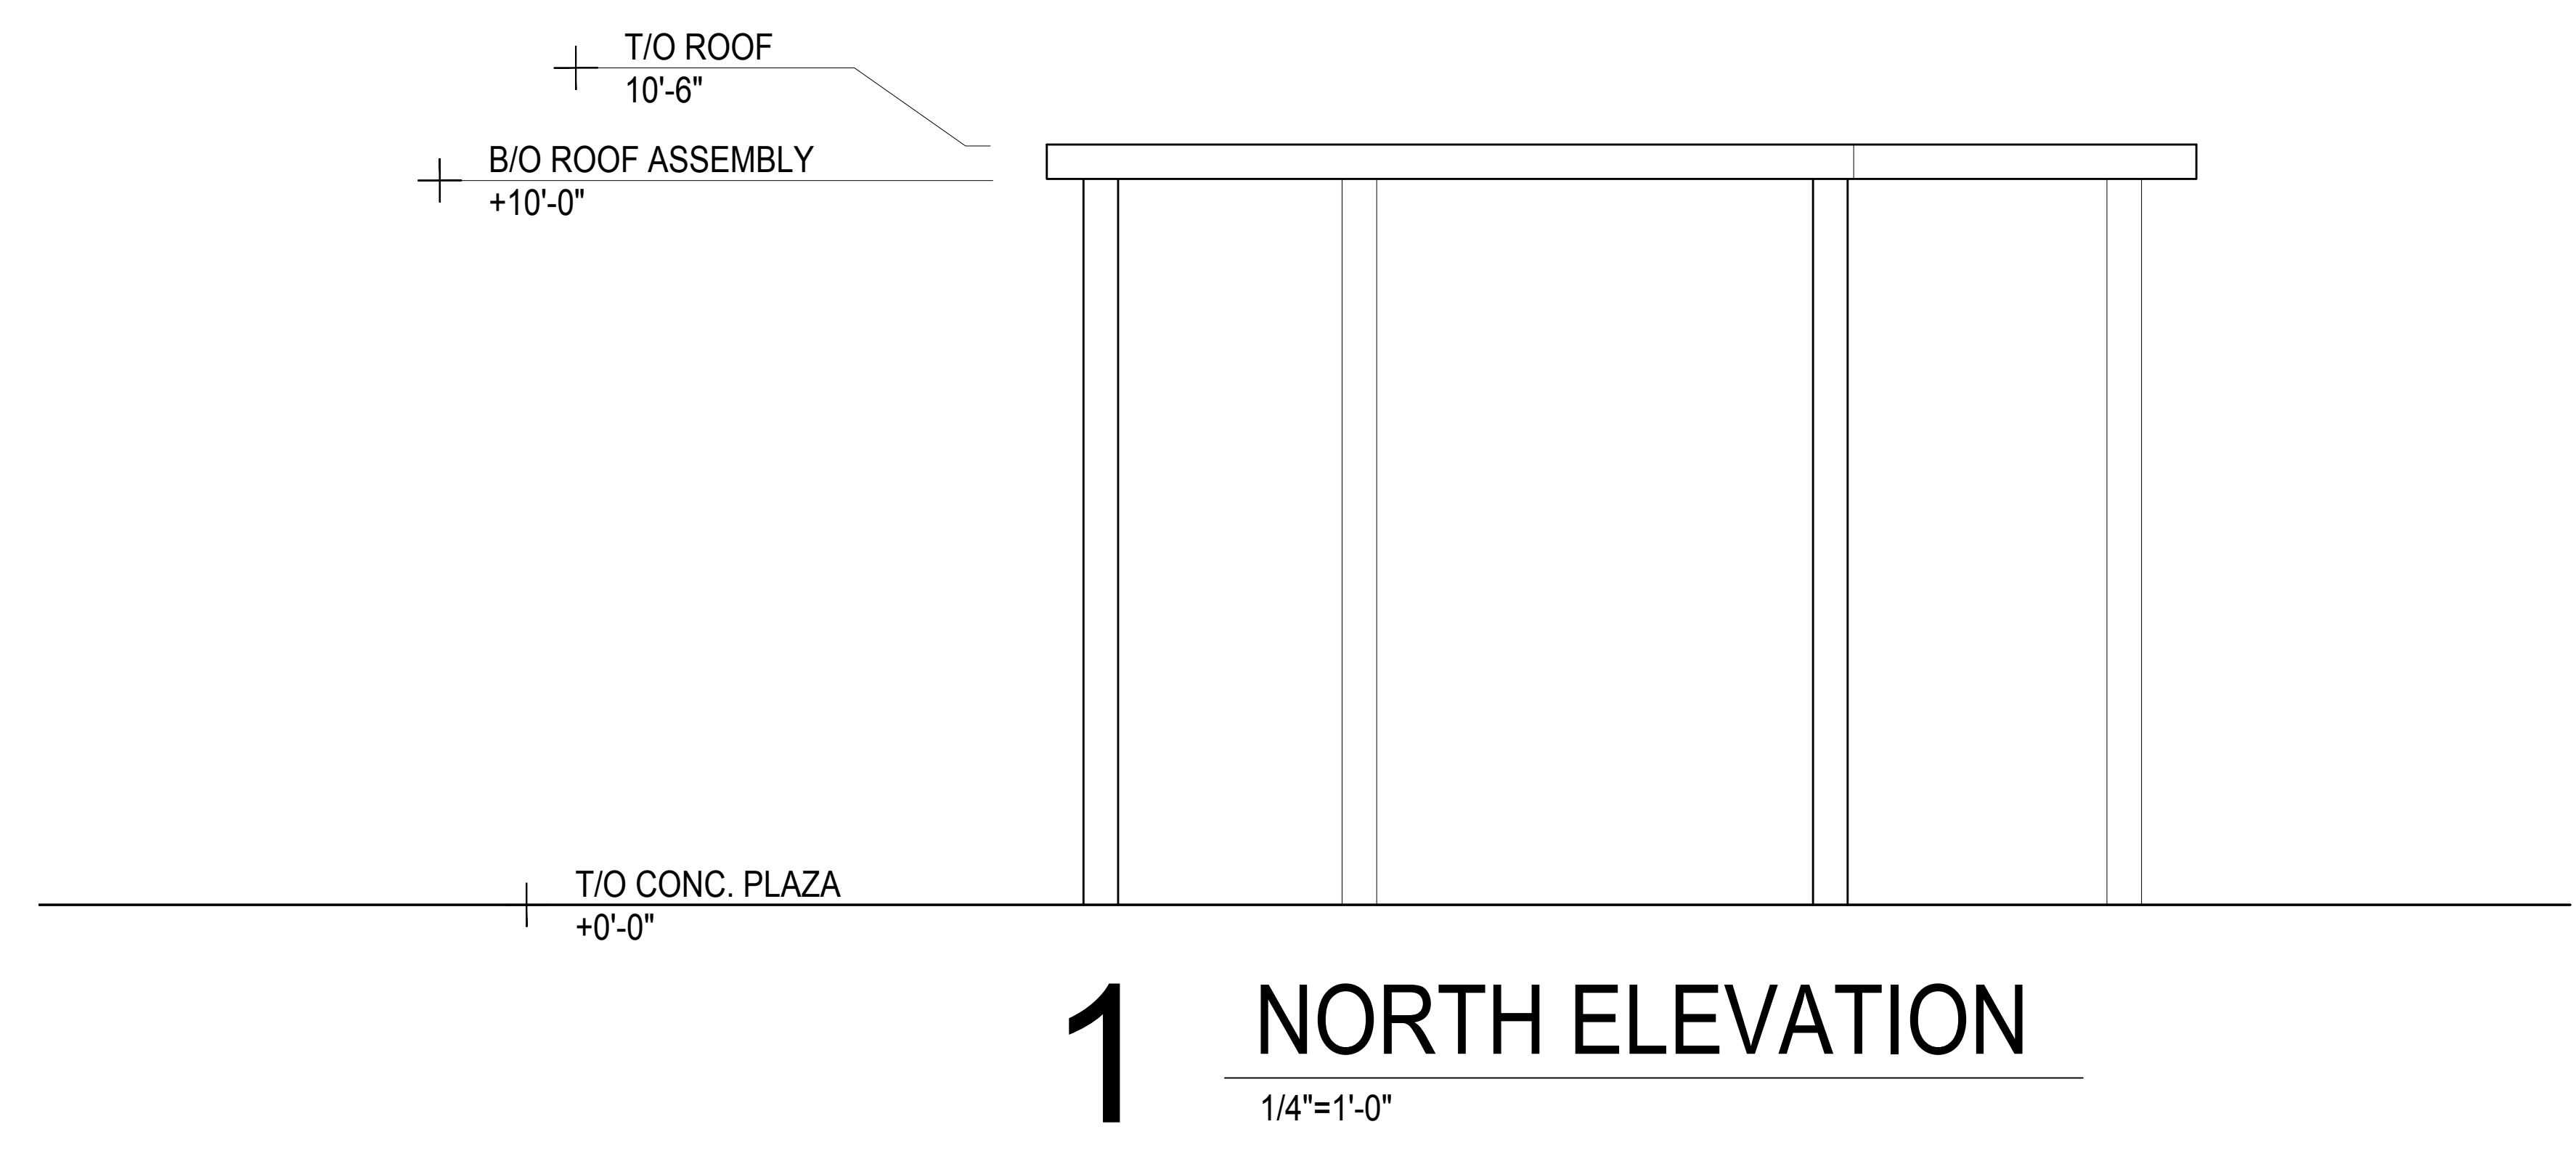 T/O ROOF
10'-6"
B/O ROOF ASSEMBLY
+10'-0"
T/O CONC. PLAZA
+0'-0"
1 NORTH ELEVATION
1/4"=1'-0"